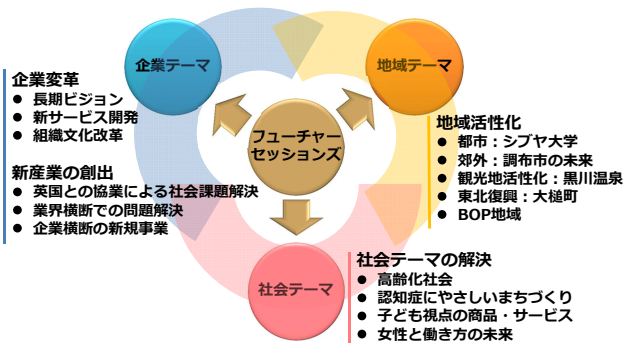 企業テーマ
地域テーマ
フューチャー
セッションズ
社会テーマ
企業変革
● 長期ビジョン
● 新サービス開発
● 組織文化改革
新産業の創出
● 英国との協業による社会課題解決
● 業界横断での問題解決
● 企業横断の新規事業
地域活性化
● 都市：シブヤ大学
● 郊外：調布市の未来
● 観光地活性化：黒川温泉
● 東北復興：大槌町
● BOP地域
社会テーマの解決
● 高齢化社会
● 認知症にやさしいまちづくり
● 子ども視点の商品・サービス
● 女性と働き方の未来